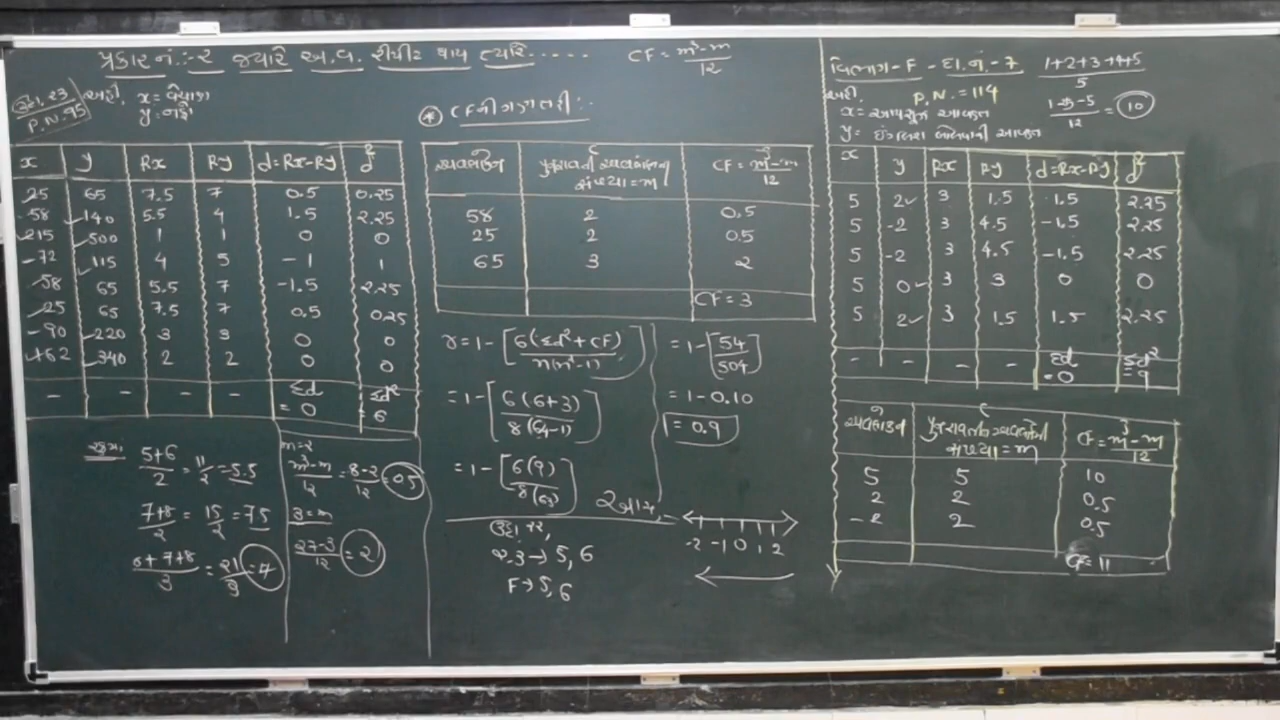 પ્રકાર નં:-૨ જ્યારે અ.વ. રીપીટ થાય ત્યારે.....
CF = m³-m / 12
ઉદા. 23
P.N. 95
અહીં, x = વેચાણ
y = નફો
x y Rx Ry d=Rx-Ry d²
25 65 7.5 7 0.5 0.25
58 140 5.5 4 1.5 2.25
215 500 1 1 0 0
72 115 4 5 -1 1
58 65 5.5 7 -1.5 2.25
25 65 7.5 7 0.5 0.25
90 220 3 3 0 0
162 340 2 2 0 0
- - - - Σd = 0 Σd² = 6
5+6 / 2 = 11/2 = 5.5
7+8 / 2 = 15/2 = 7.5
6+7+8 / 3 = 21/3 = 7
m=2
m³-m / 12 = 8-2 / 12 = 0.5
3=m
27-3 / 12 = 2
* CFની ગણતરી:-
અવલોકન પુનરાવર્તી અવલોકનની સંખ્યા = m CF = m³-m / 12
58 2 0.5
25 2 0.5
65 3 2
CF = 3
r = 1 - [6(Σd²+CF) / n(n²-1)]
= 1 - [6(6+3) / 8(64-1)]
= 1 - [6(9) / 8(63)]
= 1 - [54 / 504]
= 1 - 0.10
= 0.9
5, 6
F → 5, 6
-2 -1 0 1 2
વિભાગ-F - દા.નં.-7
P.N. = 114
1+2+3+4+5 / 5
125-5 / 12 = 10
અહીં,
x y Rx Ry d=Rx-Ry d²
5 2 3 1.5 1.5 2.25
5 -2 3 4.5 -1.5 2.25
5 -2 3 4.5 -1.5 2.25
5 0 3 3 0 0
5 2 3 1.5 1.5 2.25
- - - - Σd = 0 Σd² = 9
અવલોકન પુનરાવર્તી અવલોકનોની સંખ્યા = m CF = m³-m / 12
5 5 10
2 2 0.5
-2 2 0.5
CF = 11